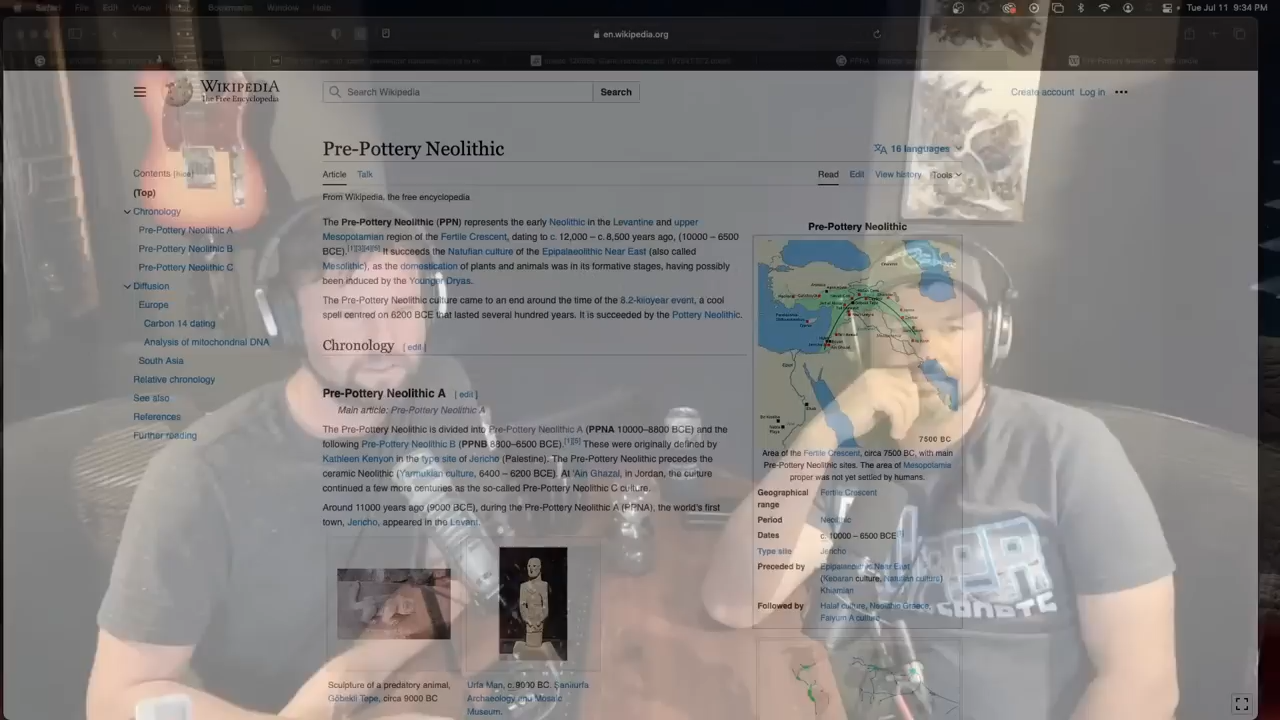 Safari File Edit View History Bookmarks Window Help
Tue Jul 11 9:34 PM
en.wikipedia.org
WIKIPEDIA
The Free Encyclopedia
Search Wikipedia
Search
Create account Log in
Pre-Pottery Neolithic
16 languages
Article Talk
Read Edit View history Tools
From Wikipedia, the free encyclopedia
Contents [hide]
(Top)
Chronology
Pre-Pottery Neolithic A
Pre-Pottery Neolithic B
Pre-Pottery Neolithic C
Diffusion
Europe
Carbon 14 dating
Analysis of mitochondrial DNA
South Asia
Relative chronology
See also
References
Further reading
The Pre-Pottery Neolithic (PPN) represents the early Neolithic in the Levantine and upper
Mesopotamian region of the Fertile Crescent, dating to c. 12,000 – c. 8,500 years ago, (10000 – 6500
BCE).[1][3][4][5] It succeeds the Natufian culture of the Epipalaeolithic Near East (also called
Mesolithic), as the domestication of plants and animals was in its formative stages, having possibly
been induced by the Younger Dryas.
The Pre-Pottery Neolithic culture came to an end around the time of the 8.2-kiloyear event, a cool
spell centred on 6200 BCE that lasted several hundred years. It is succeeded by the Pottery Neolithic.
Chronology [ edit ]
Pre-Pottery Neolithic A [ edit ]
Main article: Pre-Pottery Neolithic A
The Pre-Pottery Neolithic is divided into Pre-Pottery Neolithic A (PPNA 10000–8800 BCE) and the
following Pre-Pottery Neolithic B (PPNB 8800–6500 BCE).[1][5] These were originally defined by
Kathleen Kenyon in the type site of Jericho (Palestine). The Pre-Pottery Neolithic precedes the
ceramic Neolithic (Yarmukian culture, 6400 – 6200 BCE). At 'Ain Ghazal, in Jordan, the culture
continued a few more centuries as the so-called Pre-Pottery Neolithic C culture.
Around 11000 years ago (9000 BCE), during the Pre-Pottery Neolithic A (PPNA), the world's first
town, Jericho, appeared in the Levant.
Sculpture of a predatory animal,
Göbekli Tepe, circa 9000 BC
Urfa Man, c. 9000 BC. Şanlıurfa
Archaeology and Mosaic
Museum.
Pre-Pottery Neolithic
7500 BC
Area of the Fertile Crescent, circa 7500 BC, with main
Pre-Pottery Neolithic sites. The area of Mesopotamia
proper was not yet settled by humans.
Geographical range Fertile Crescent
Period Neolithic
Dates c. 10000 – 6500 BCE[1]
Type site Jericho
Preceded by Epipalaeolithic Near East
(Kebaran culture, Natufian culture)
Khiamian
Followed by Halaf culture, Neolithic Greece,
Faiyum A culture